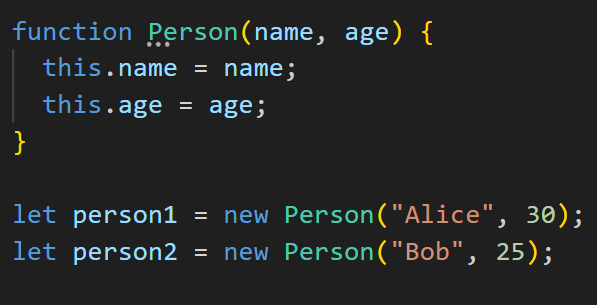 function Person(name, age) {
  this.name = name;
  this.age = age;
}

let person1 = new Person("Alice", 30);
let person2 = new Person("Bob", 25);